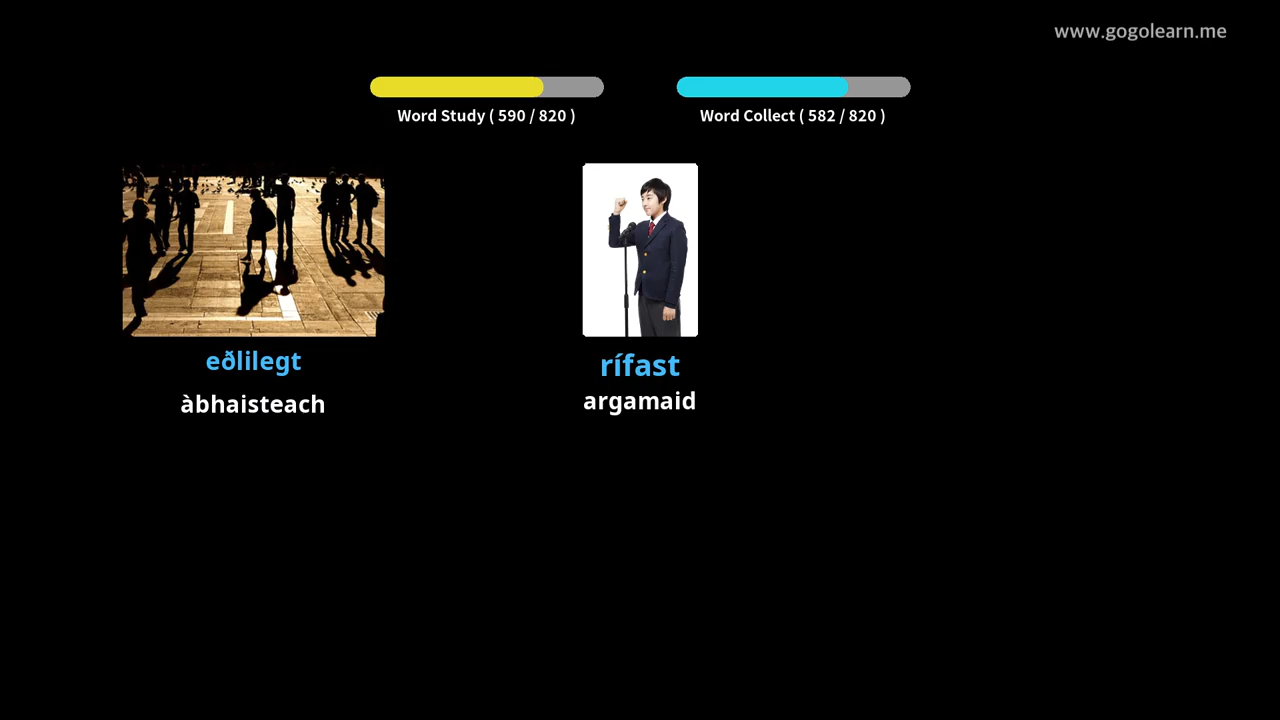 www.gogolearn.me
Word Study ( 590 / 820 )
Word Collect ( 582 / 820 )
eðlilegt
àbhaisteach
rífast
argamaid